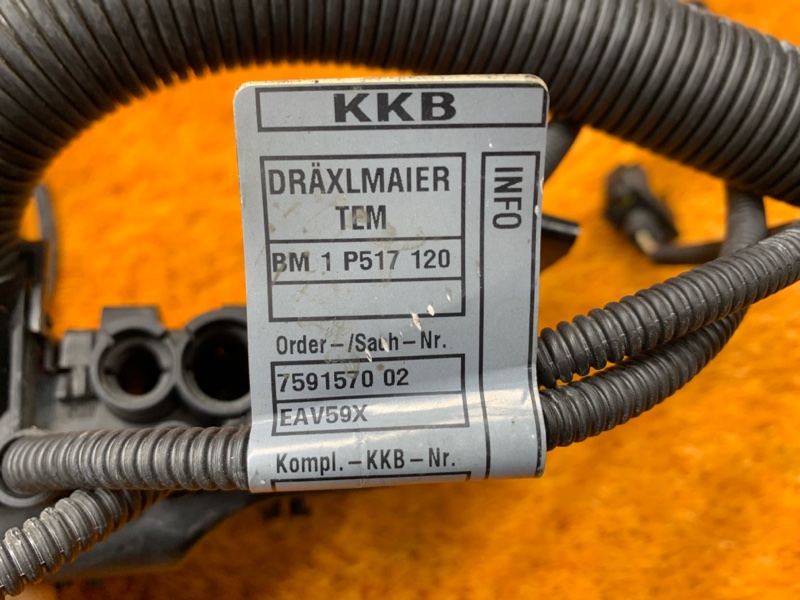 KKB
DRÄXLMAIER
TEM
BM 1 P517 120
INFO
Order-/Sach-Nr.
7591570 02
EAV59X
Kompl.-KKB-Nr.